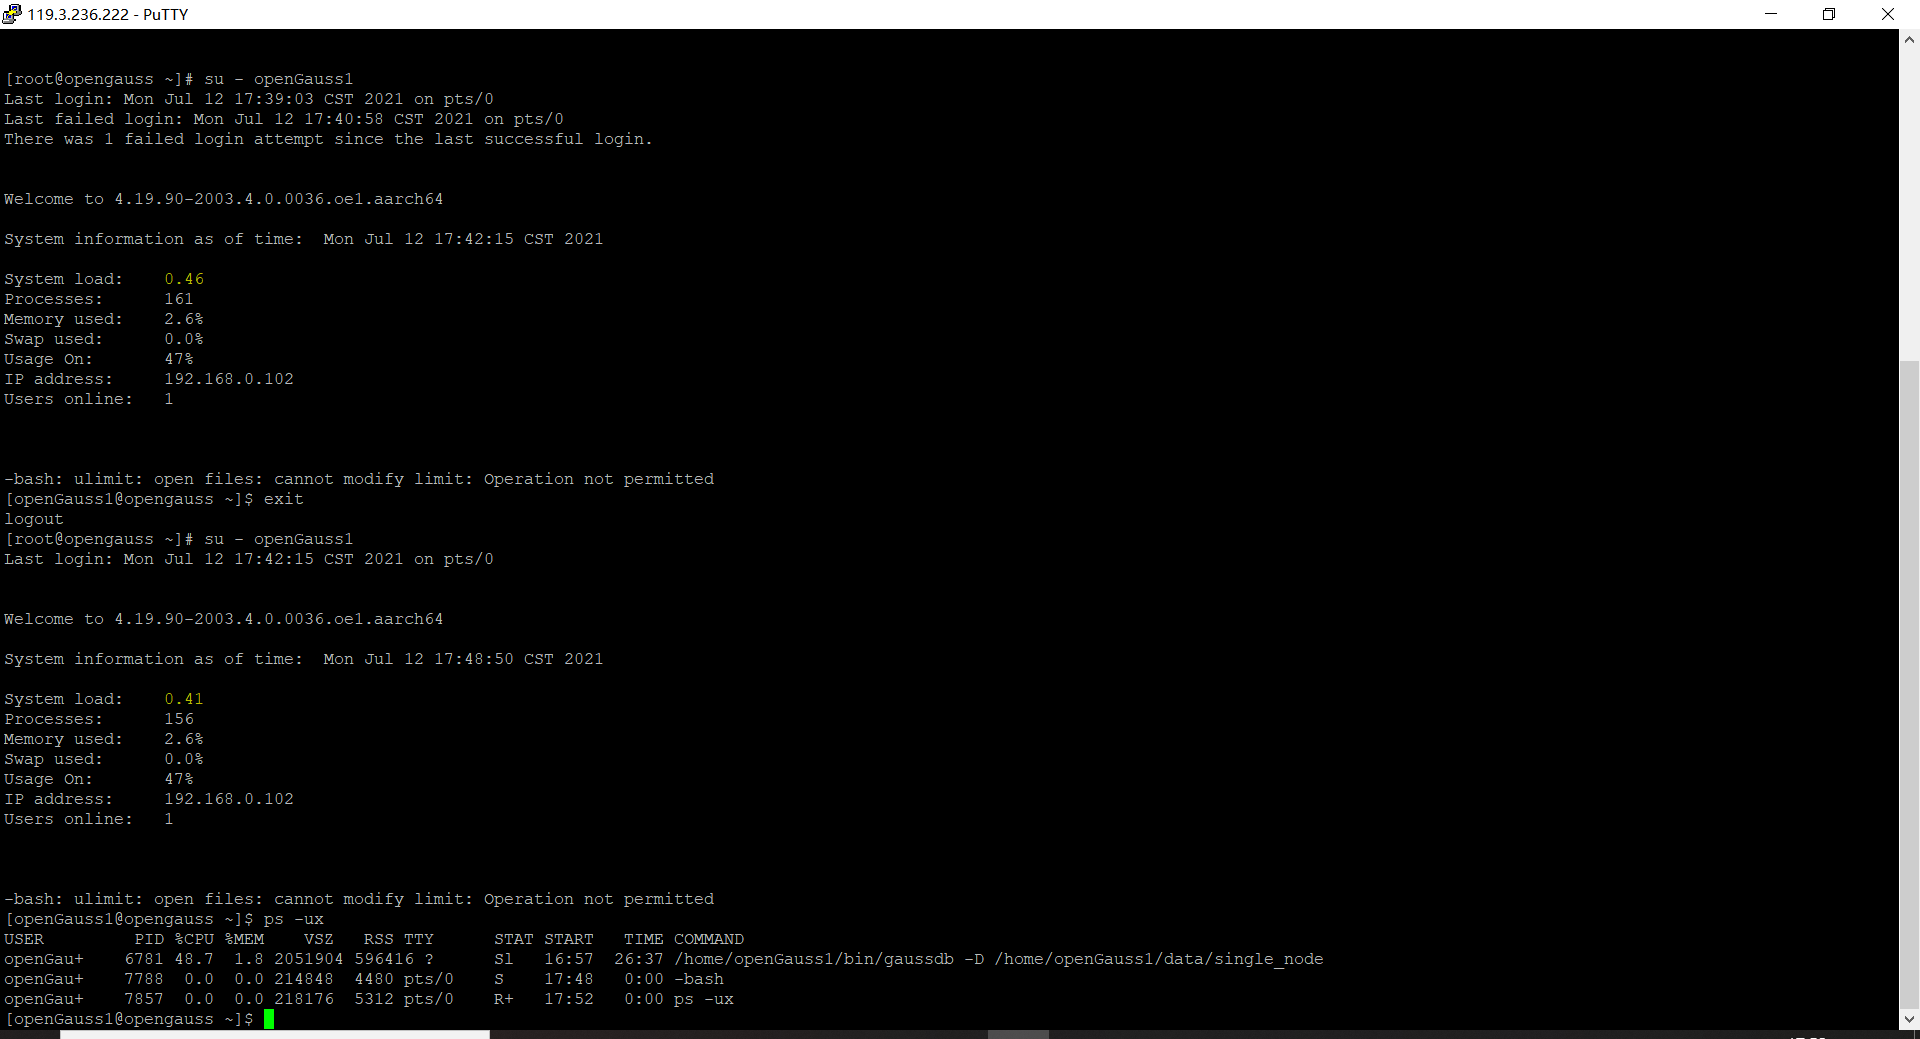 119.3.236.222 - PuTTY
[root@opengauss ~]# su - openGauss1
Last login: Mon Jul 12 17:39:03 CST 2021 on pts/0
Last failed login: Mon Jul 12 17:40:58 CST 2021 on pts/0
There was 1 failed login attempt since the last successful login.
Welcome to 4.19.90-2003.4.0.0036.oe1.aarch64
System information as of time:  Mon Jul 12 17:42:15 CST 2021
System load:    0.46
Processes:      161
Memory used:    2.6%
Swap used:      0.0%
Usage On:       47%
IP address:     192.168.0.102
Users online:   1
-bash: ulimit: open files: cannot modify limit: Operation not permitted
[openGauss1@opengauss ~]$ exit
logout
[root@opengauss ~]# su - openGauss1
Last login: Mon Jul 12 17:42:15 CST 2021 on pts/0
Welcome to 4.19.90-2003.4.0.0036.oe1.aarch64
System information as of time:  Mon Jul 12 17:48:50 CST 2021
System load:    0.41
Processes:      156
Memory used:    2.6%
Swap used:      0.0%
Usage On:       47%
IP address:     192.168.0.102
Users online:   1
-bash: ulimit: open files: cannot modify limit: Operation not permitted
[openGauss1@opengauss ~]$ ps -ux
USER         PID %CPU %MEM    VSZ   RSS TTY      STAT START   TIME COMMAND
openGau+    6781 48.7  1.8 2051904 596416 ?      Sl   16:57  26:37 /home/openGauss1/bin/gaussdb -D /home/openGauss1/data/single_node
openGau+    7788  0.0  0.0 214848  4480 pts/0    S    17:48   0:00 -bash
openGau+    7857  0.0  0.0 218176  5312 pts/0    R+   17:52   0:00 ps -ux
[openGauss1@opengauss ~]$